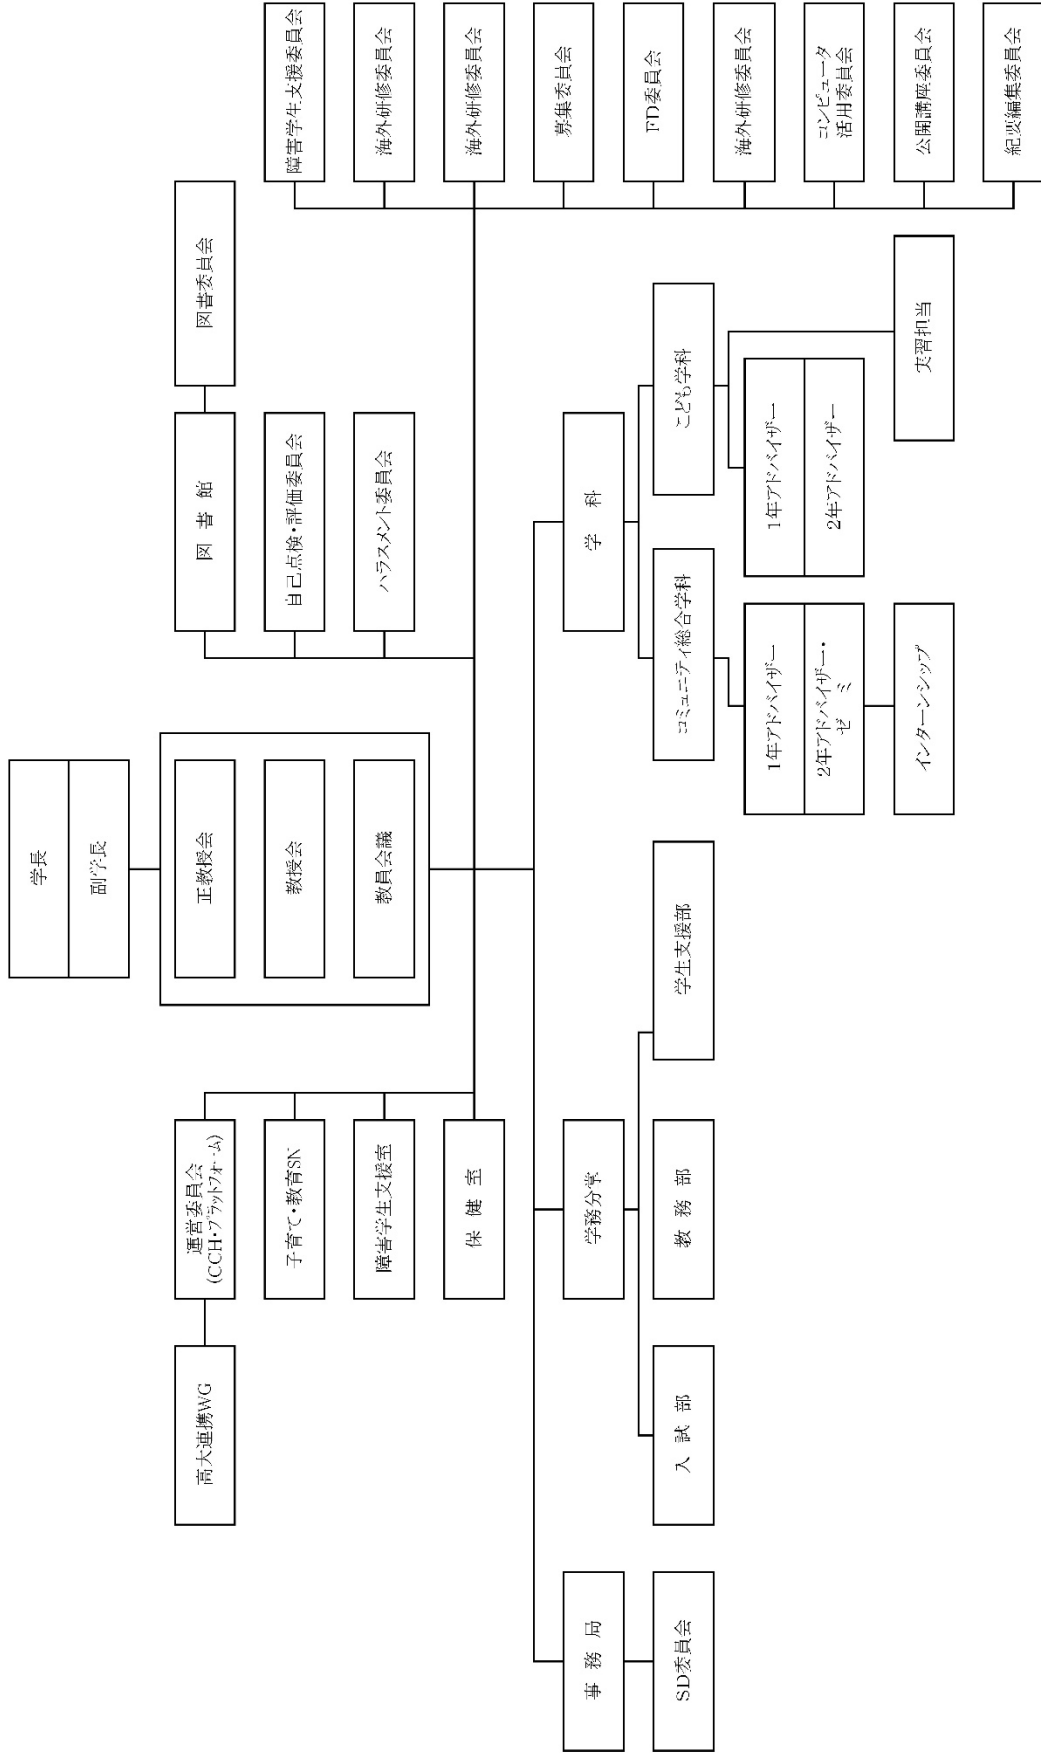 学長
副学長
正教授会
教授会
教員会議
高大連携WG
運営委員会
(CCH・プラットフォーム)
子育て・教育SN
障害学生支援室
保健室
図書館
図書委員会
自己点検・評価委員会
ハラスメント委員会
障害学生支援委員会
海外研修委員会
海外研修委員会
募集委員会
FD委員会
海外研修委員会
コンピュータ
活用委員会
公開講座委員会
紀要編集委員会
事務局
SD委員会
学務分掌
入試部
教務部
学生支援部
学科
コミュニティ総合学科
1年アドバイザー
2年アドバイザー・
ゼミ
インターンシップ
こども学科
1年アドバイザー
2年アドバイザー
実習担当